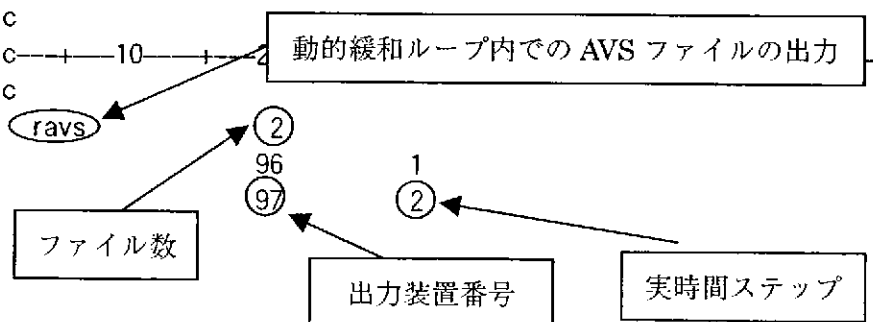 c
c---+----10----+--
動的緩和ループ内での AVS ファイルの出力
c
ravs 2
96 1
97 2
ファイル数
出力装置番号
実時間ステップ